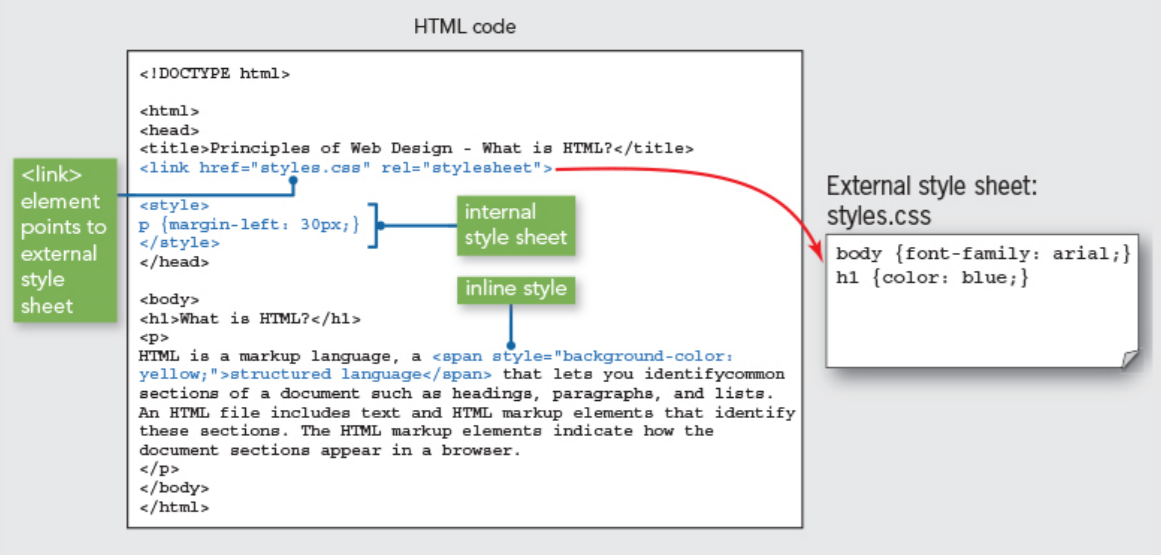 HTML code
<!DOCTYPE html>
<html>
<head>
<title>Principles of Web Design - What is HTML?</title>
<link href="styles.css" rel="stylesheet">
<style>
p {margin-left: 30px;}
</style>
</head>
<body>
<h1>What is HTML?</h1>
<p>
HTML is a markup language, a <span style="background-color:
yellow;">structured language</span> that lets you identifycommon
sections of a document such as headings, paragraphs, and lists.
An HTML file includes text and HTML markup elements that identify
these sections. The HTML markup elements indicate how the
document sections appear in a browser.
</p>
</body>
</html>
<link>
element
points to
external
style
sheet
internal
style sheet
inline style
External style sheet:
styles.css
body {font-family: arial;}
h1 {color: blue;}